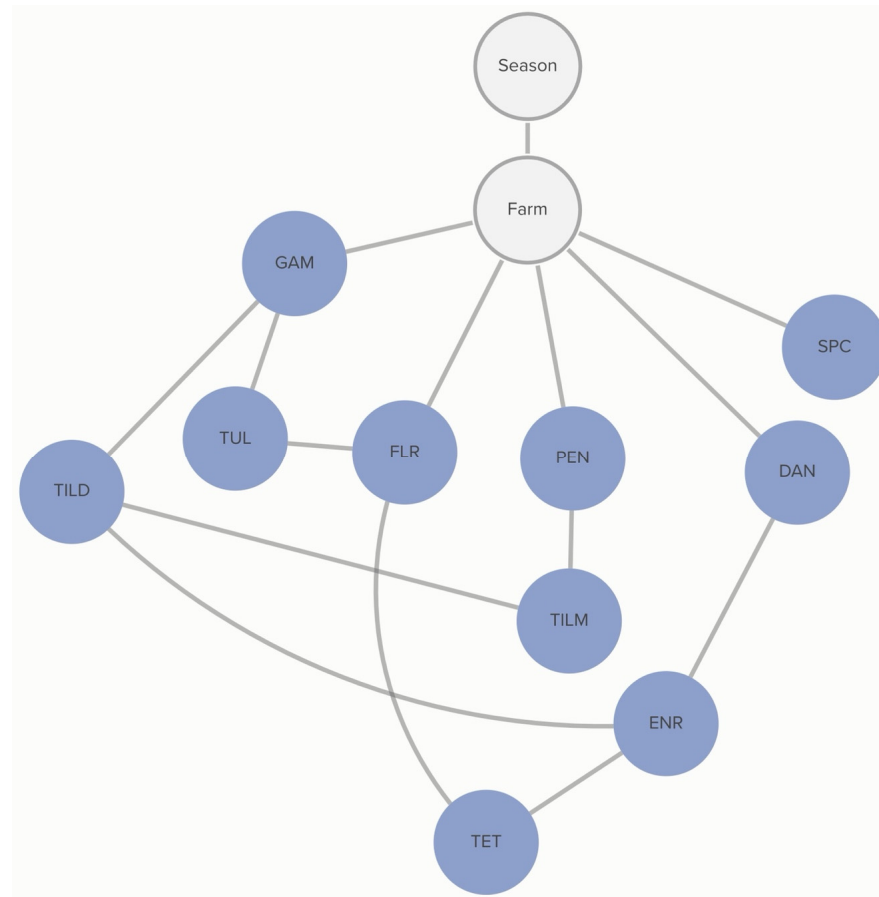 Season
Farm
GAM
SPC
TUL
FLR
PEN
DAN
TILD
TILM
ENR
TET